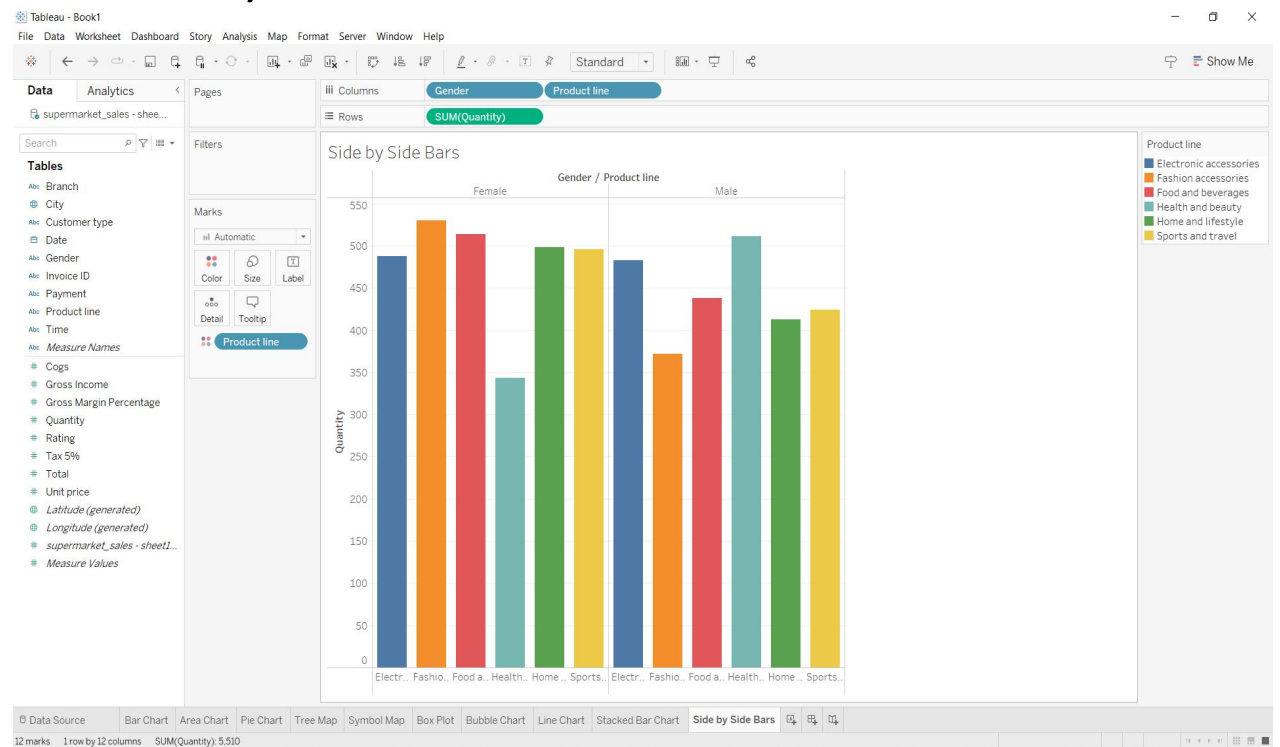 Tableau - Book1
File Data Worksheet Dashboard Story Analysis Map Format Server Window Help
Standard
Show Me
Data Analytics
supermarket_sales - shee...
Search
Tables
Abc Branch
City
Abc Customer type
Date
Abc Gender
Abc Invoice ID
Abc Payment
Abc Product line
Abc Time
Abc Measure Names
# Cogs
# Gross Income
# Gross Margin Percentage
# Quantity
# Rating
# Tax 5%
# Total
# Unit price
Latitude (generated)
Longitude (generated)
# supermarket_sales - sheet1...
# Measure Values
Pages
Filters
Marks
Automatic
Color Size Label
Detail Tooltip
Product line
Columns Gender Product line
Rows SUM(Quantity)
Side by Side Bars
Gender / Product line
Female Male
550
500
450
400
350
300
250
200
150
100
50
0
Quantity
Electr.. Fashio.. Food a.. Health.. Home .. Sports.. Electr.. Fashio.. Food a.. Health.. Home .. Sports..
Product line
Electronic accessories
Fashion accessories
Food and beverages
Health and beauty
Home and lifestyle
Sports and travel
Data Source Bar Chart Area Chart Pie Chart Tree Map Symbol Map Box Plot Bubble Chart Line Chart Stacked Bar Chart Side by Side Bars
12 marks 1 row by 12 columns SUM(Quantity): 5,510